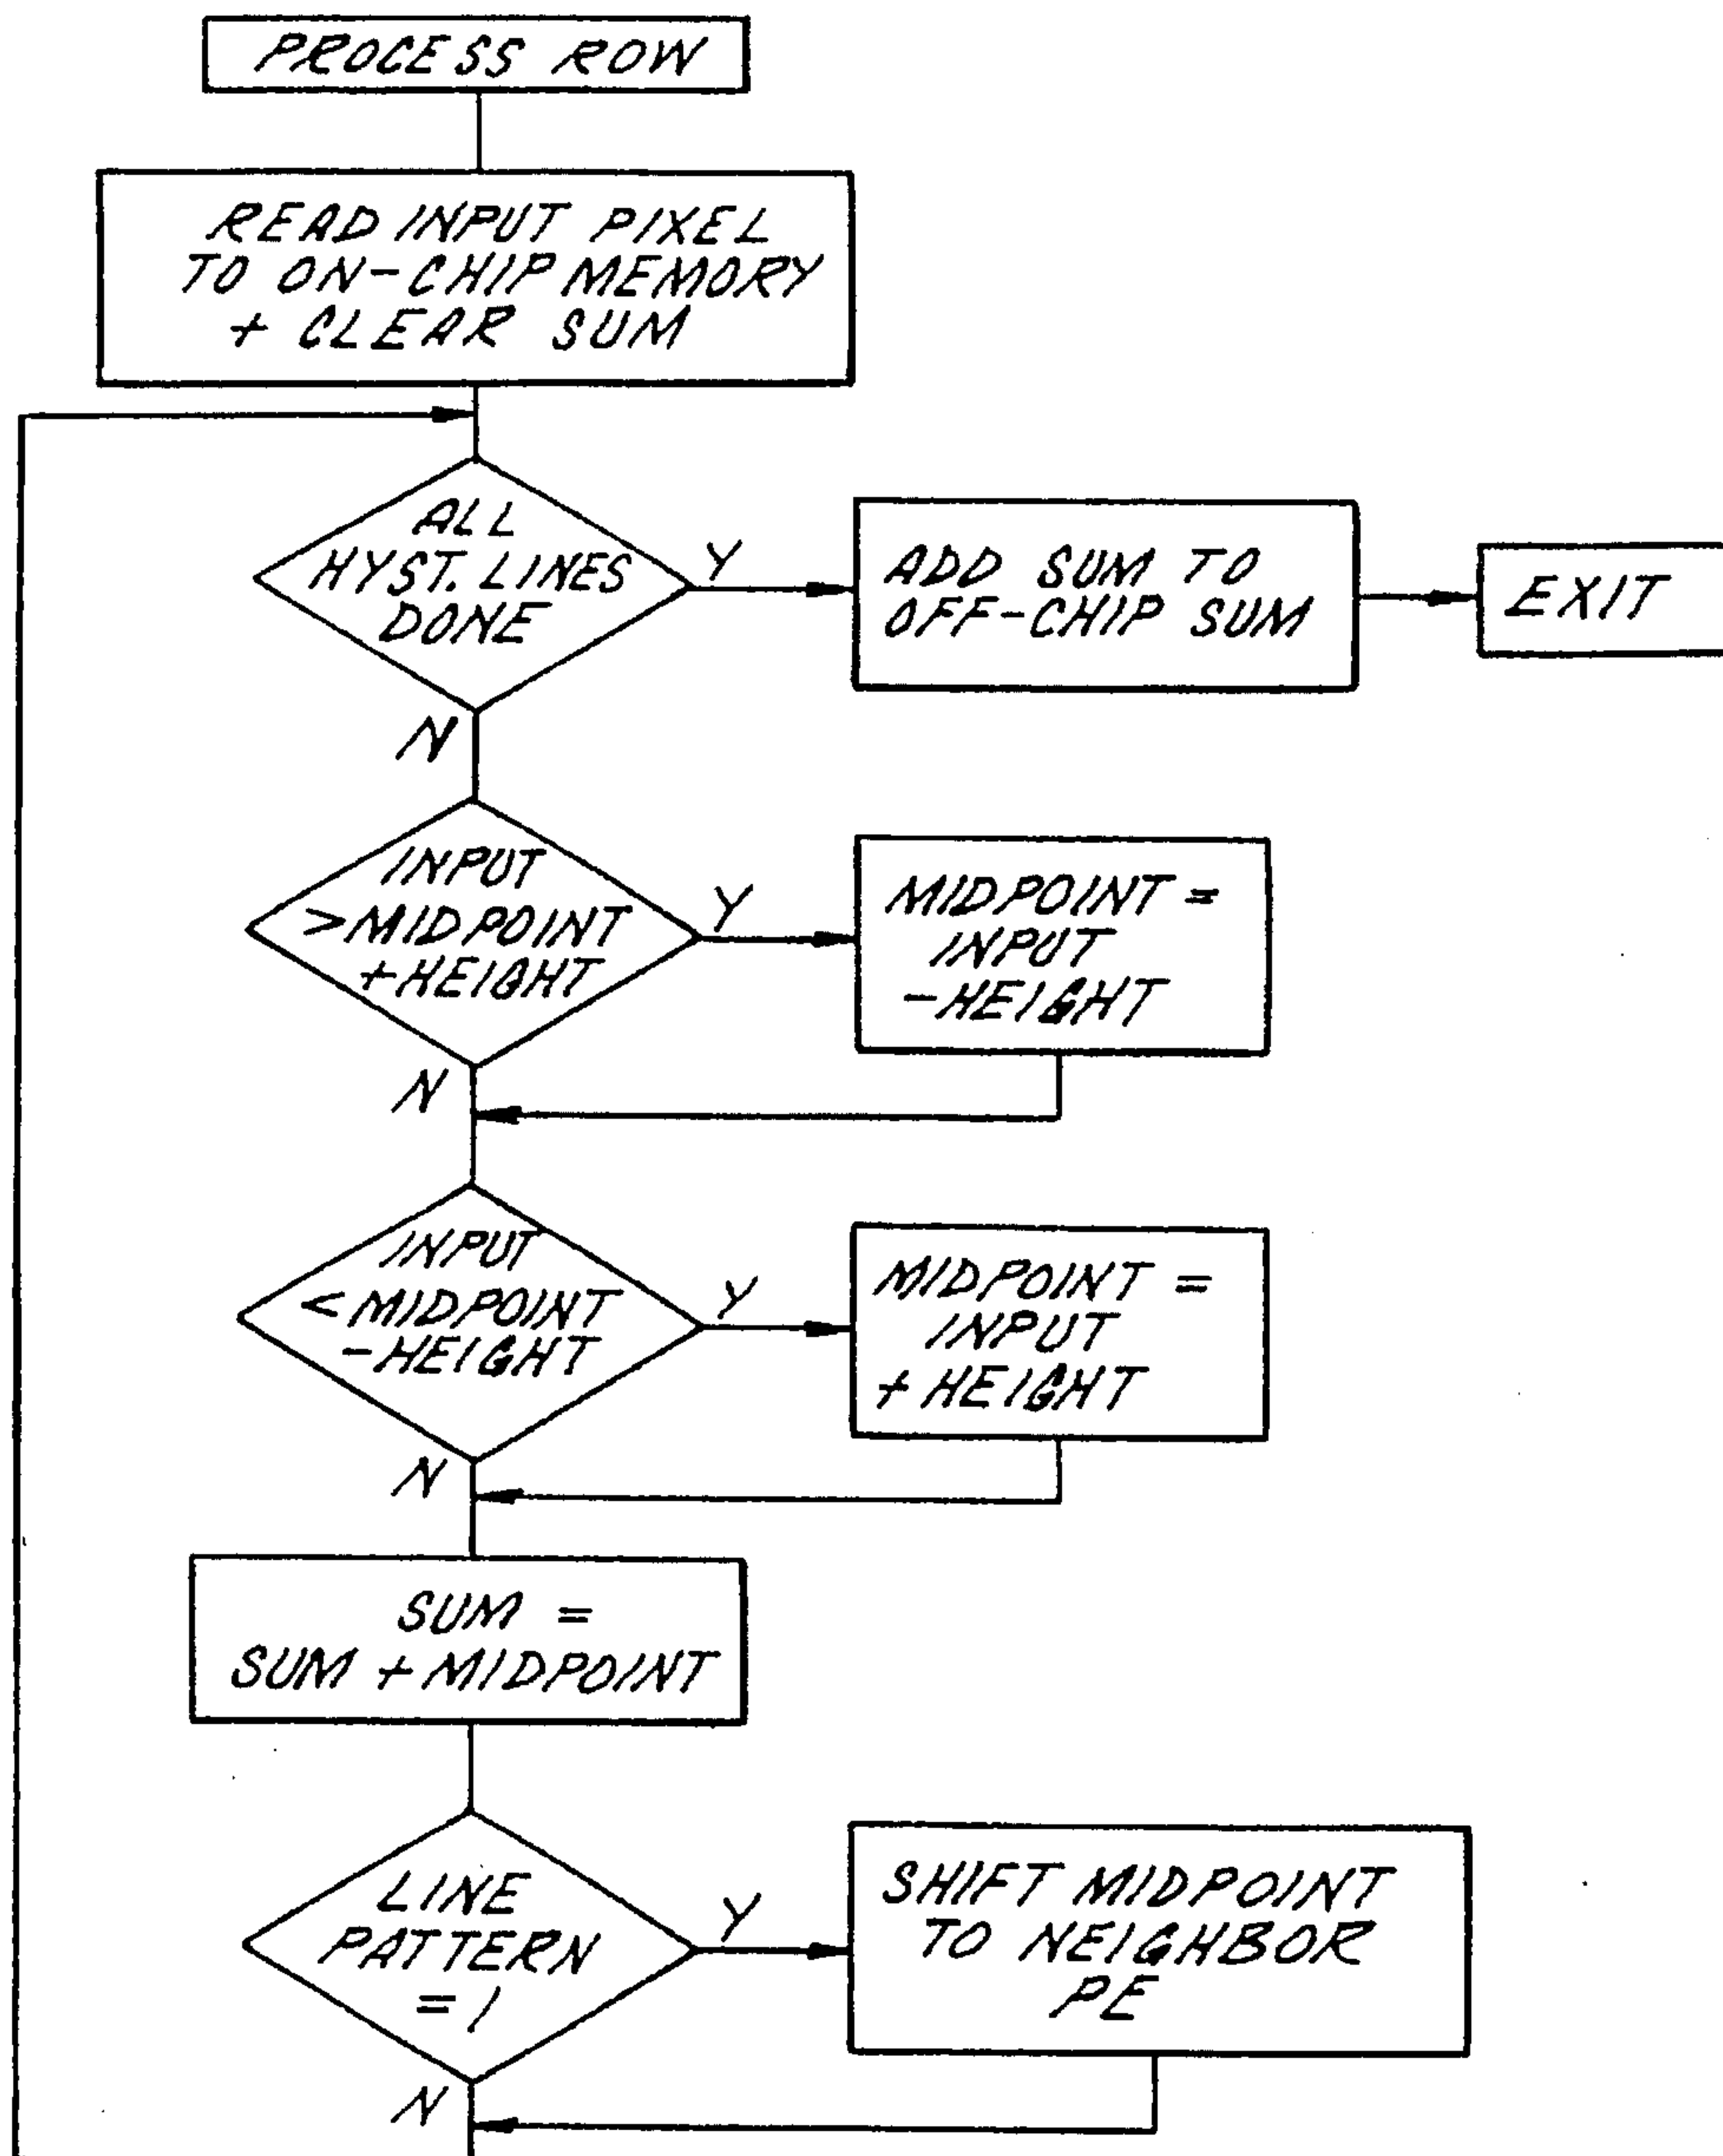 PROCESS ROW
READ INPUT PIXEL
TO ON-CHIP MEMORY
+ CLEAR SUM
ALL
HYST. LINES
DONE
Y
ADD SUM TO
OFF-CHIP SUM
EXIT
N
INPUT
>MIDPOINT
+HEIGHT
Y
MIDPOINT =
INPUT
-HEIGHT
N
INPUT
<MIDPOINT
-HEIGHT
Y
MIDPOINT =
INPUT
+HEIGHT
N
SUM =
SUM +MIDPOINT
LINE
PATTERN
=1
Y
SHIFT MIDPOINT
TO NEIGHBOR
PE
N